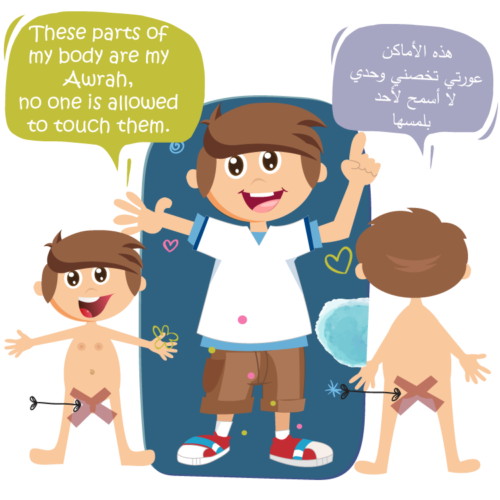 These parts of
my body are my
Awrah,
no one is allowed
to touch them.
هذه الأماكن
عورتي تخصني وحدي
لا أسمح لأحد
بلمسها